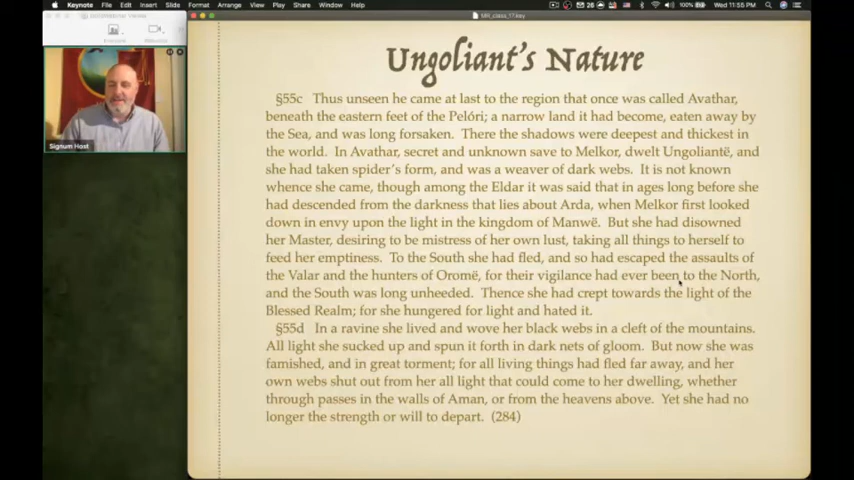 Keynote File Edit Insert Slide Format Arrange View Play Share Window Help
26
100%
Wed 11:55 PM
MR_class_17.key
Signum Host
Ungoliant's Nature
§55c Thus unseen he came at last to the region that once was called Avathar,
beneath the eastern feet of the Pelóri; a narrow land it had become, eaten away by
the Sea, and was long forsaken. There the shadows were deepest and thickest in
the world. In Avathar, secret and unknown save to Melkor, dwelt Ungoliantë, and
she had taken spider's form, and was a weaver of dark webs. It is not known
whence she came, though among the Eldar it was said that in ages long before she
had descended from the darkness that lies about Arda, when Melkor first looked
down in envy upon the light in the kingdom of Manwë. But she had disowned
her Master, desiring to be mistress of her own lust, taking all things to herself to
feed her emptiness. To the South she had fled, and so had escaped the assaults of
the Valar and the hunters of Oromë, for their vigilance had ever been to the North,
and the South was long unheeded. Thence she had crept towards the light of the
Blessed Realm; for she hungered for light and hated it.
§55d In a ravine she lived and wove her black webs in a cleft of the mountains.
All light she sucked up and spun it forth in dark nets of gloom. But now she was
famished, and in great torment; for all living things had fled far away, and her
own webs shut out from her all light that could come to her dwelling, whether
through passes in the walls of Aman, or from the heavens above. Yet she had no
longer the strength or will to depart. (284)